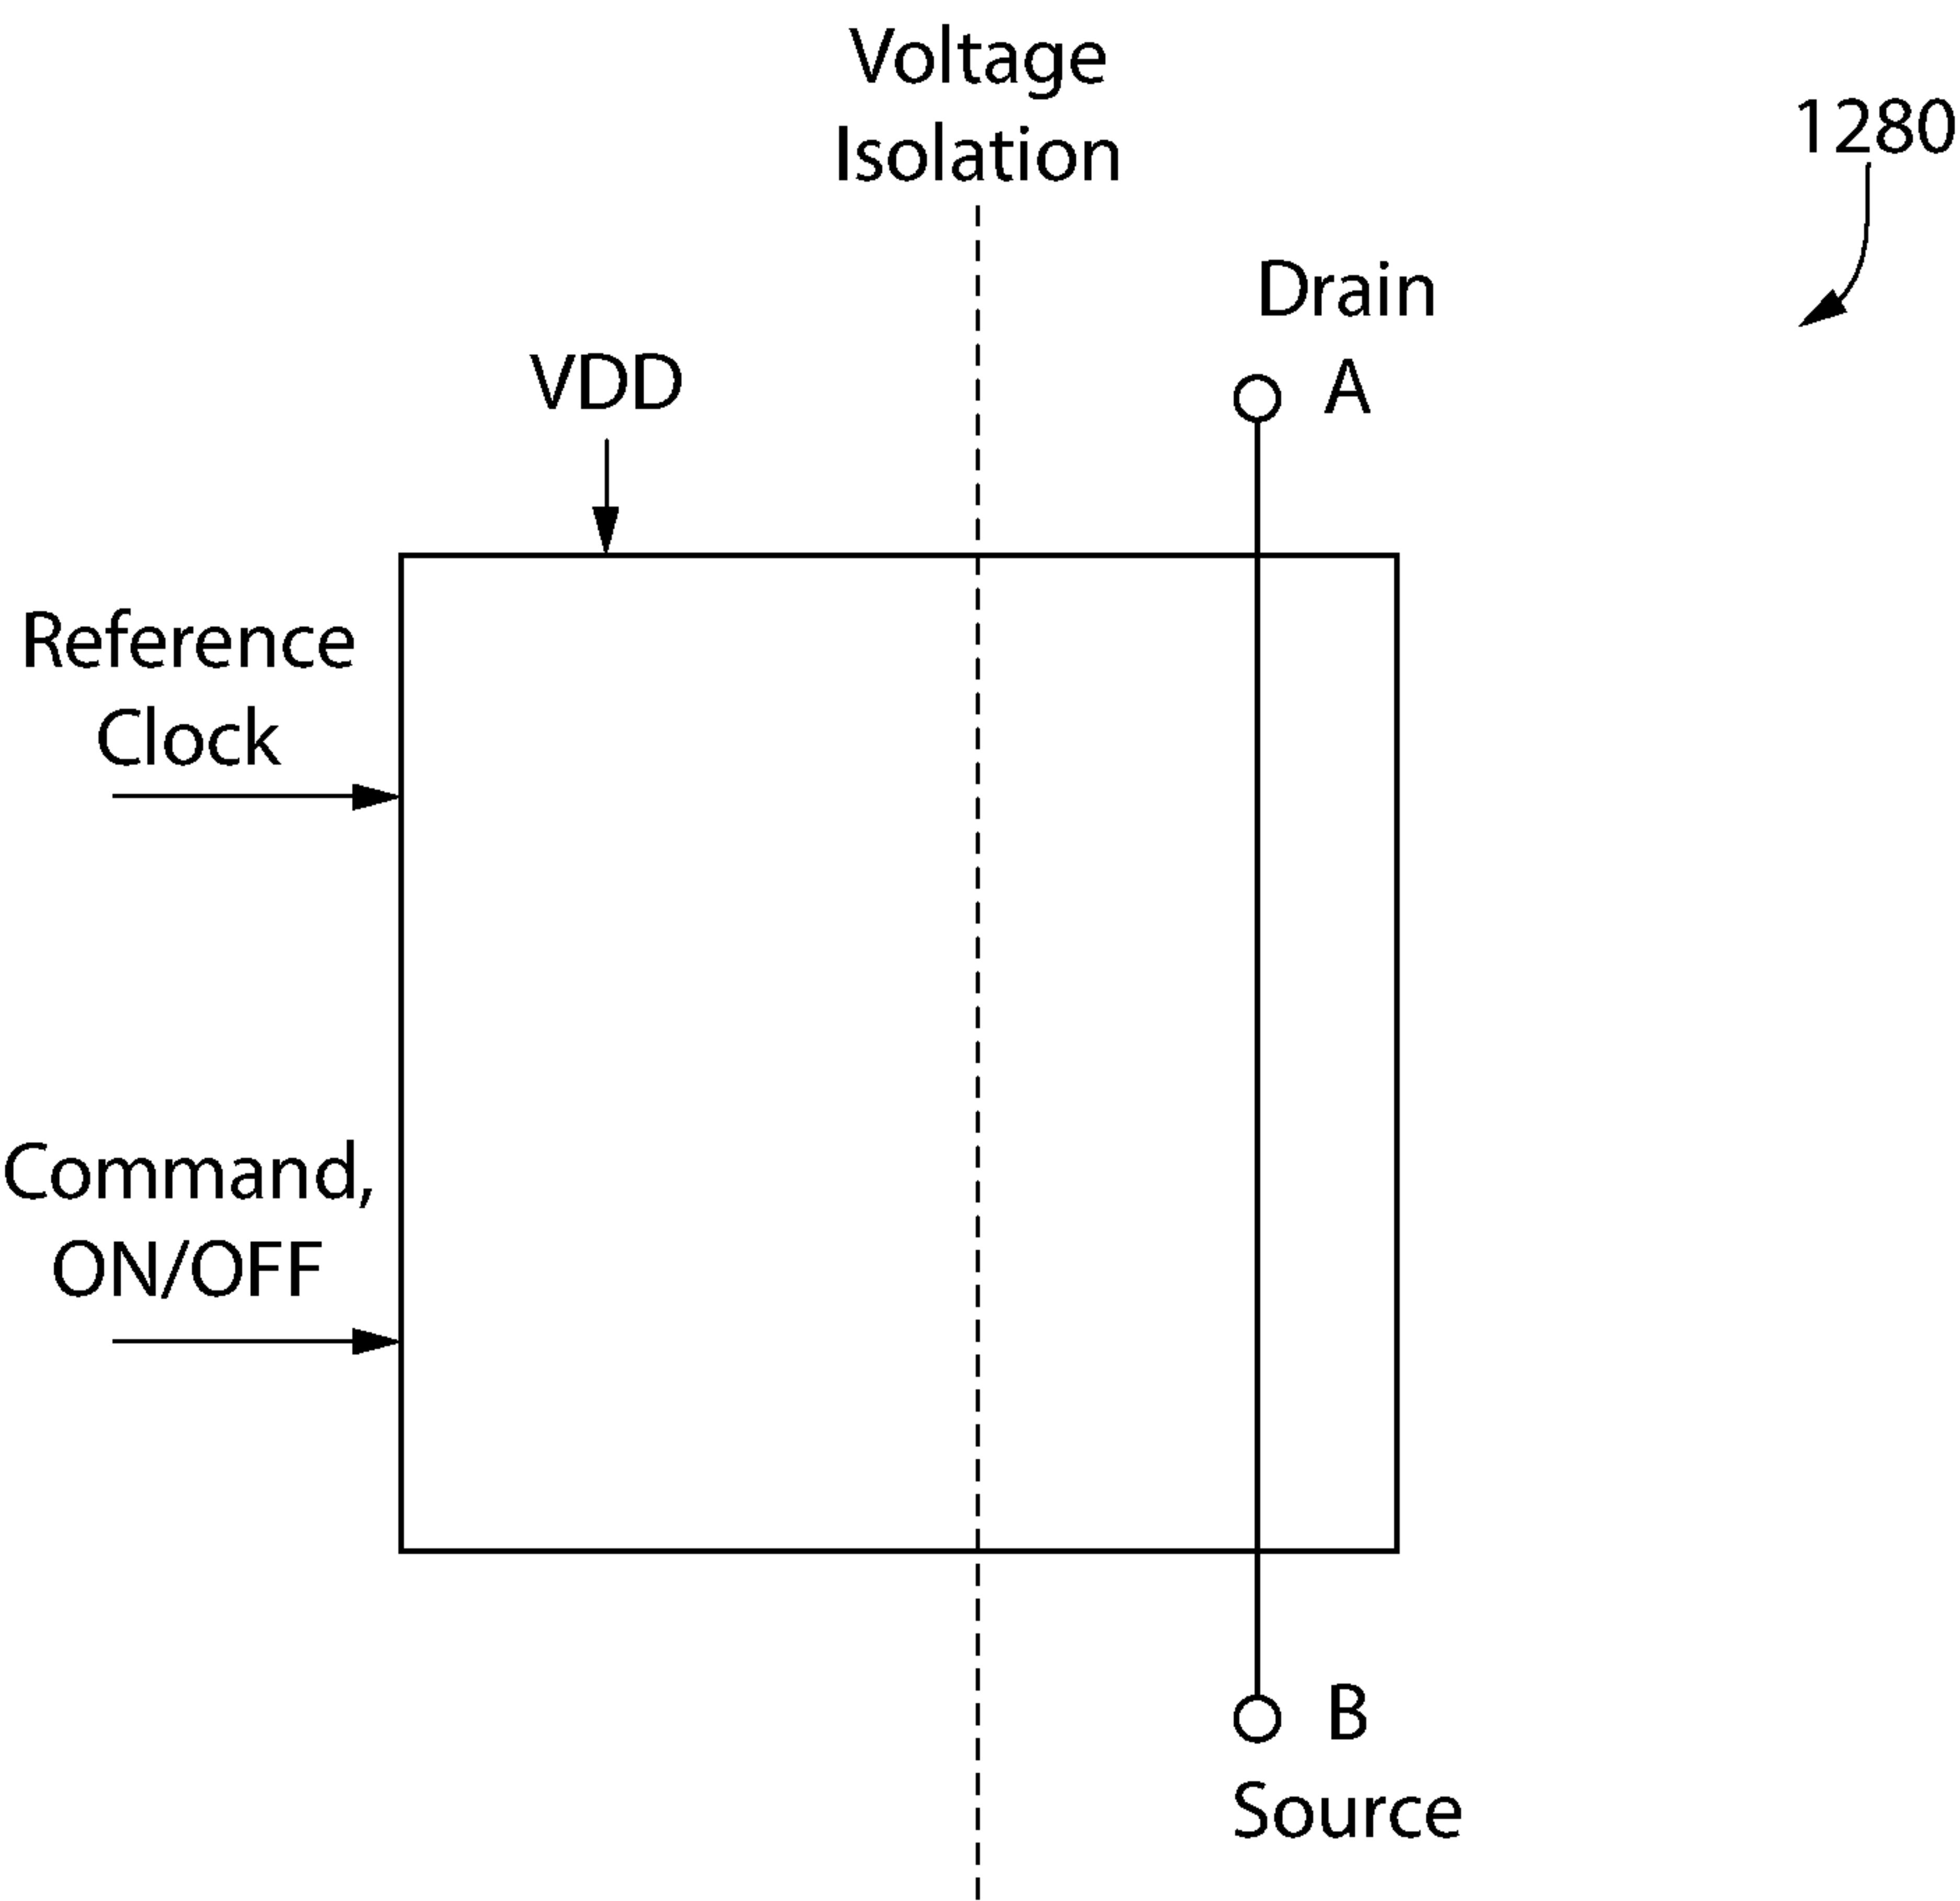 Voltage
Isolation
1280
Drain
A
VDD
Reference
Clock
Command,
ON/OFF
B
Source